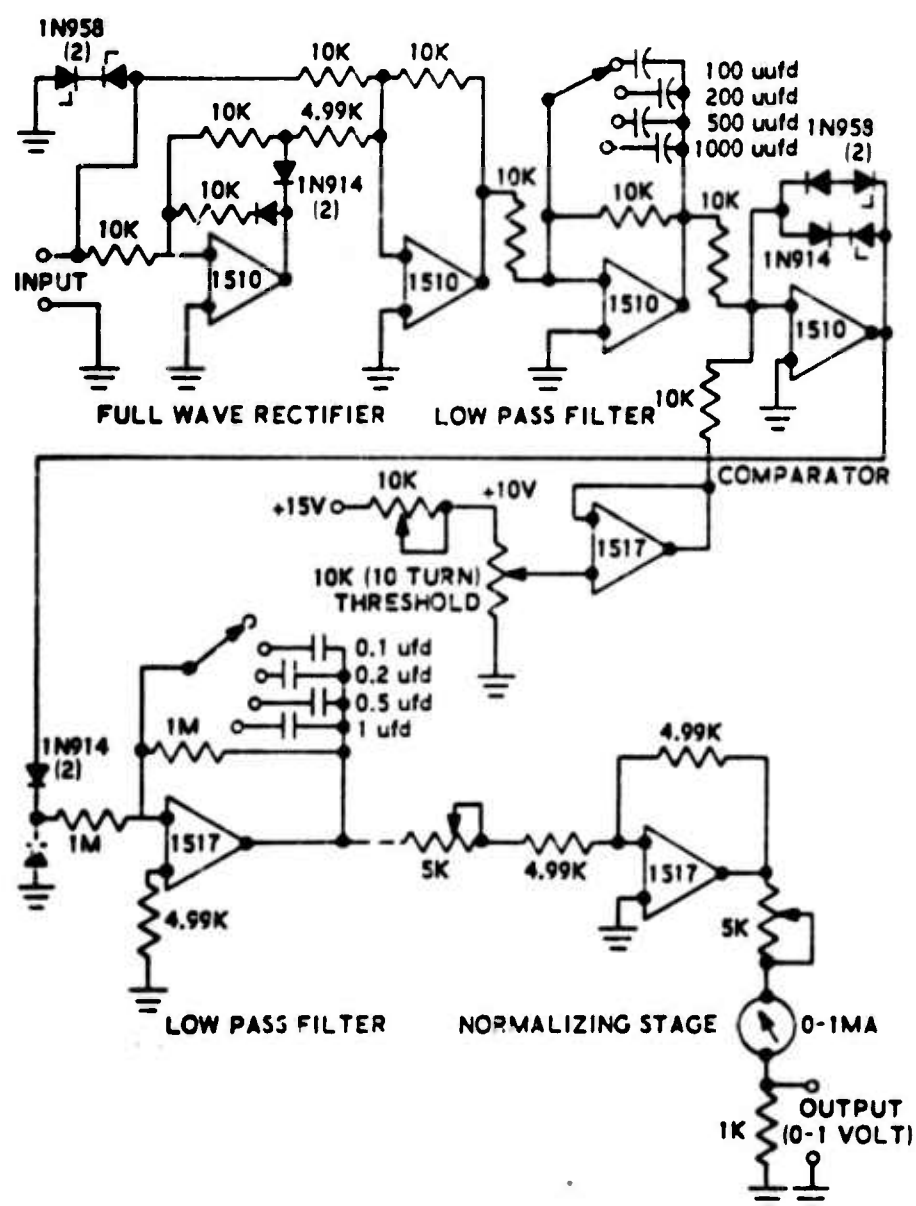 1N958
(2)
10K
10K
10K
4.99K
10K
1N914
(2)
10K
INPUT
1510
1510
FULL WAVE RECTIFIER
100 uufd
200 uufd
500 uufd
1000 uufd
1N958
(2)
10K
10K
10K
1N914
1510
1510
LOW PASS FILTER
10K
COMPARATOR
+15V
10K
+10V
10K (10 TURN)
THRESHOLD
1517
0.1 ufd
0.2 ufd
0.5 ufd
1 ufd
1N914
(2)
1M
1M
1517
4.99K
LOW PASS FILTER
5K
4.99K
4.99K
1517
5K
NORMALIZING STAGE
0-1MA
OUTPUT
(0-1 VOLT)
1K